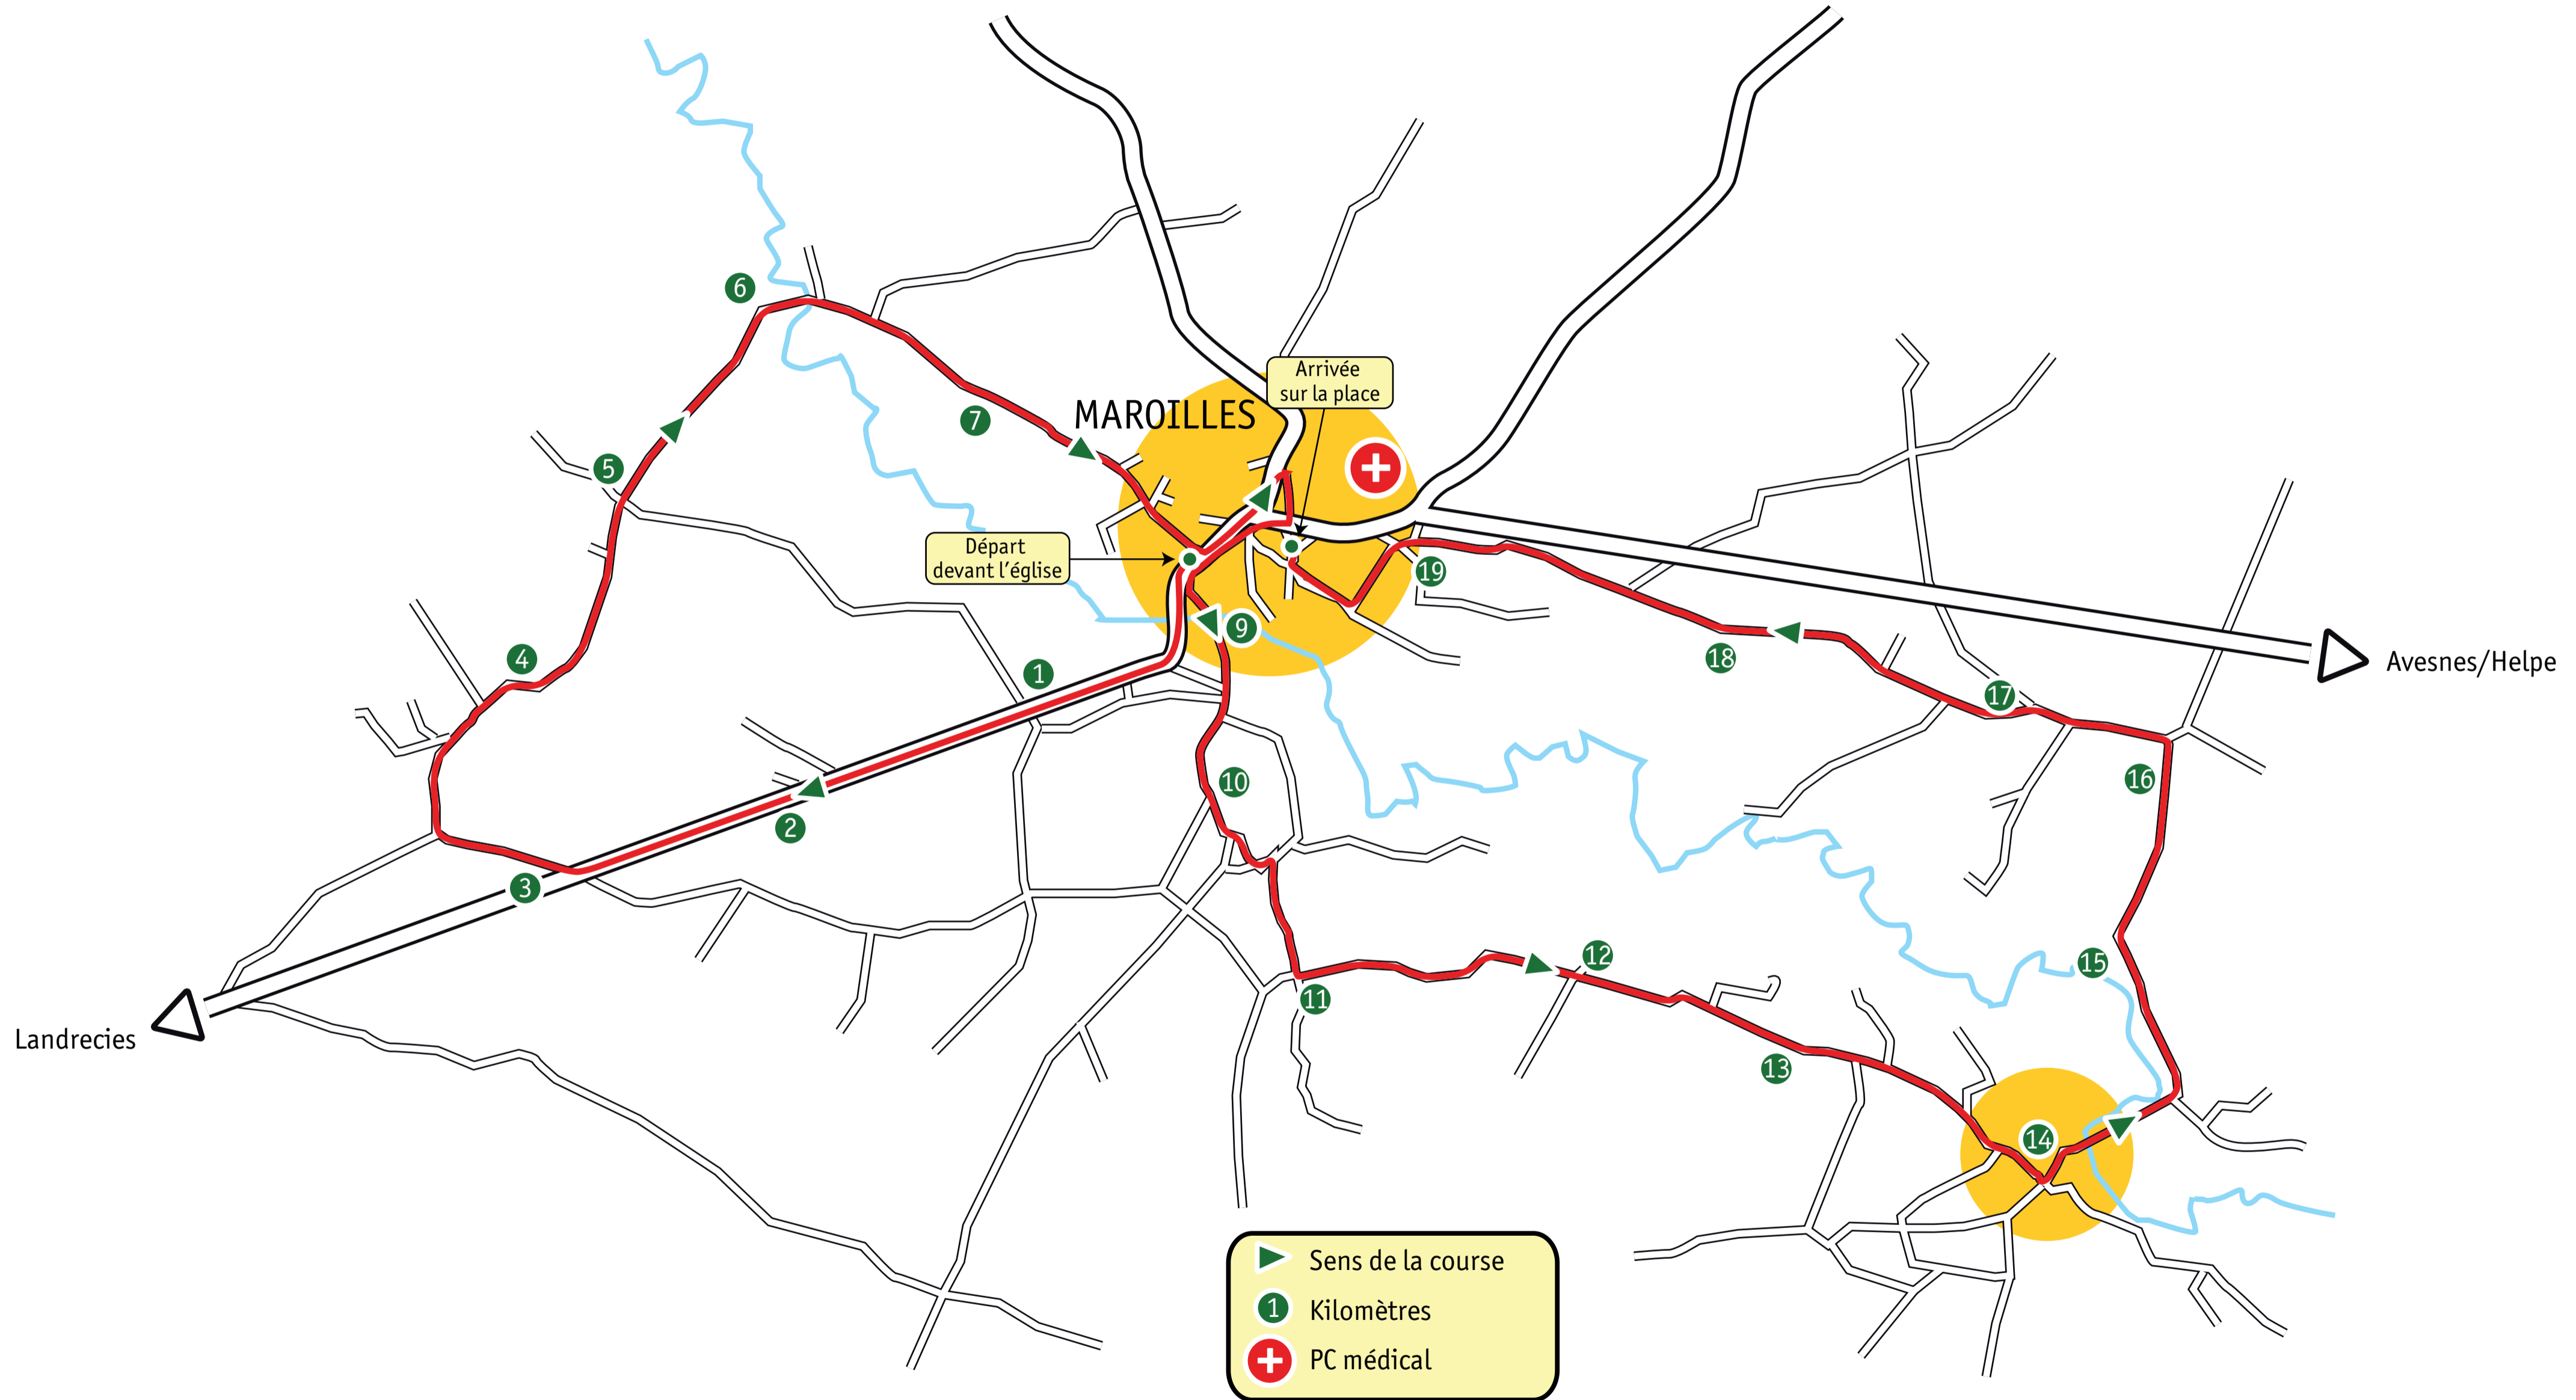 6
Arrivée
sur la place
MAROILLES
7
5
Départ
devant l'église
19
9
4
18
Avesnes/Helpe
1
17
10
16
2
3
12
15
11
Landrecies
13
14
Sens de la course
1 Kilomètres
PC médical